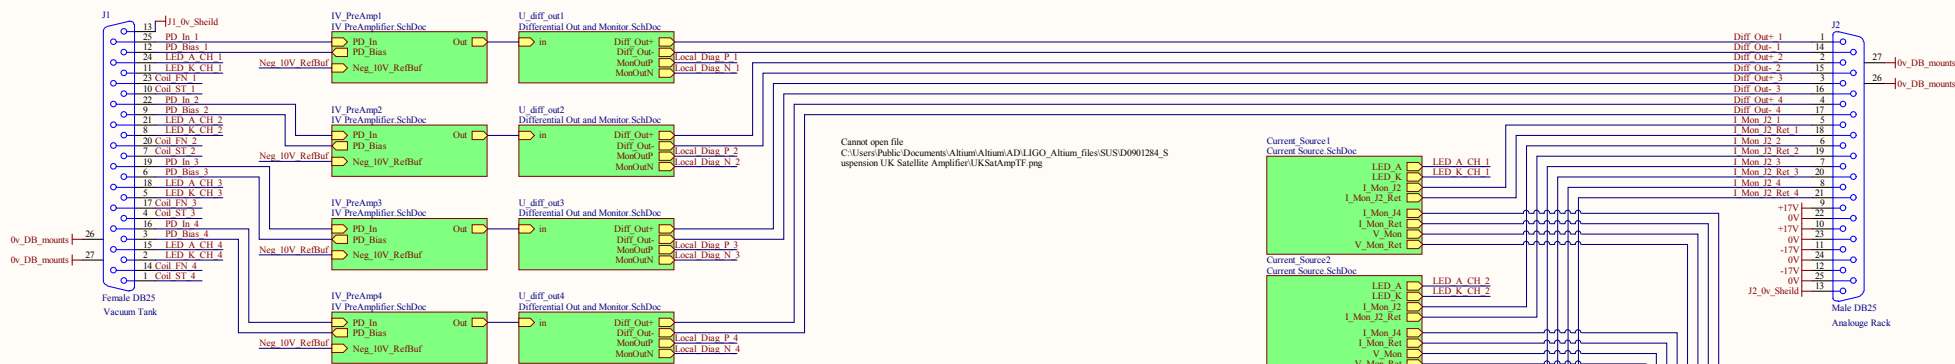 J1
13 J1_0v_Sheild
25 PD_In_1
12 PD_Bias_1
24 LED_A_CH_1
11 LED_K_CH_1
23 Coil_FN_1
10 Coil_ST_1
22 PD_In_2
9 PD_Bias_2
21 LED_A_CH_2
8 LED_K_CH_2
20 Coil_FN_2
7 Coil_ST_2
19 PD_In_3
6 PD_Bias_3
18 LED_A_CH_3
5 LED_K_CH_3
17 Coil_FN_3
4 Coil_ST_3
16 PD_In_4
3 PD_Bias_4
15 LED_A_CH_4
2 LED_K_CH_4
14 Coil_FN_4
1 Coil_ST_4
0v_DB_mounts 26
0v_DB_mounts 27
Female DB25
Vacuum Tank
IV_PreAmp1
IV_PreAmplifier.SchDoc
PD_In Out
PD_Bias
Neg_10V_RefBuf Neg_10V_RefBuf
U_diff_out1
Differential Out and Monitor.SchDoc
in Diff_Out+
Diff_Out-
MonOutP Local_Diag_P_1
MonOutN Local_Diag_N_1
IV_PreAmp2
IV_PreAmplifier.SchDoc
PD_In Out
PD_Bias
Neg_10V_RefBuf Neg_10V_RefBuf
U_diff_out2
Differential Out and Monitor.SchDoc
in Diff_Out+
Diff_Out-
MonOutP Local_Diag_P_2
MonOutN Local_Diag_N_2
IV_PreAmp3
IV_PreAmplifier.SchDoc
PD_In Out
PD_Bias
Neg_10V_RefBuf Neg_10V_RefBuf
U_diff_out3
Differential Out and Monitor.SchDoc
in Diff_Out+
Diff_Out-
MonOutP Local_Diag_P_3
MonOutN Local_Diag_N_3
IV_PreAmp4
IV_PreAmplifier.SchDoc
PD_In Out
PD_Bias
Neg_10V_RefBuf Neg_10V_RefBuf
U_diff_out4
Differential Out and Monitor.SchDoc
in Diff_Out+
Diff_Out-
MonOutP Local_Diag_P_4
MonOutN Local_Diag_N_4
Cannot open file
C:\Users\Public\Documents\Altium\Altium\AD\LIGO_Altium_files\SUS\D0901284_S
uspension UK Satellite Amplifier\UKSatAmpTF.png
Current_Source1
Current Source.SchDoc
LED_A LED_A_CH_1
LED_K LED_K_CH_1
I_Mon_J2
I_Mon_J2_Ret
I_Mon_J4
I_Mon_Ret
V_Mon
V_Mon_Ret
Current_Source2
Current Source.SchDoc
LED_A LED_A_CH_2
LED_K LED_K_CH_2
I_Mon_J2
I_Mon_J2_Ret
I_Mon_J4
I_Mon_Ret
V_Mon
V_Mon_Ret
J2
Diff_Out+_1 1
Diff_Out-_1 14
Diff_Out+_2 2
Diff_Out-_2 15
Diff_Out+_3 3
Diff_Out-_3 16
Diff_Out+_4 4
Diff_Out-_4 17
I_Mon_J2_1 5
I_Mon_J2_Ret_1 18
I_Mon_J2_2 6
I_Mon_J2_Ret_2 19
I_Mon_J2_3 7
I_Mon_J2_Ret_3 20
I_Mon_J2_4 8
I_Mon_J2_Ret_4 21
+17V 9
0V 22
+17V 10
0V 23
-17V 11
0V 24
-17V 12
0V 25
J2_0v_Sheild 13
27 0v_DB_mounts
26 0v_DB_mounts
Male DB25
Analouge Rack